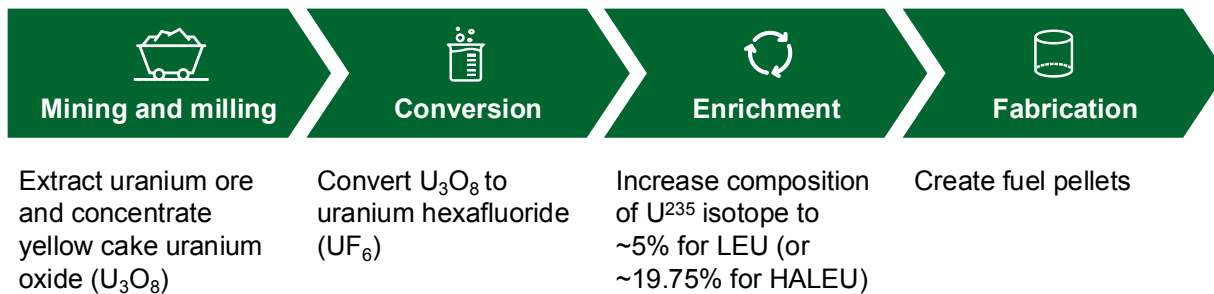 Mining and milling
Conversion
Enrichment
Fabrication
Extract uranium ore
and concentrate
yellow cake uranium
oxide (U₃O₈)
Convert U₃O₈ to
uranium hexafluoride
(UF₆)
Increase composition
of U²³⁵ isotope to
~5% for LEU (or
~19.75% for HALEU)
Create fuel pellets